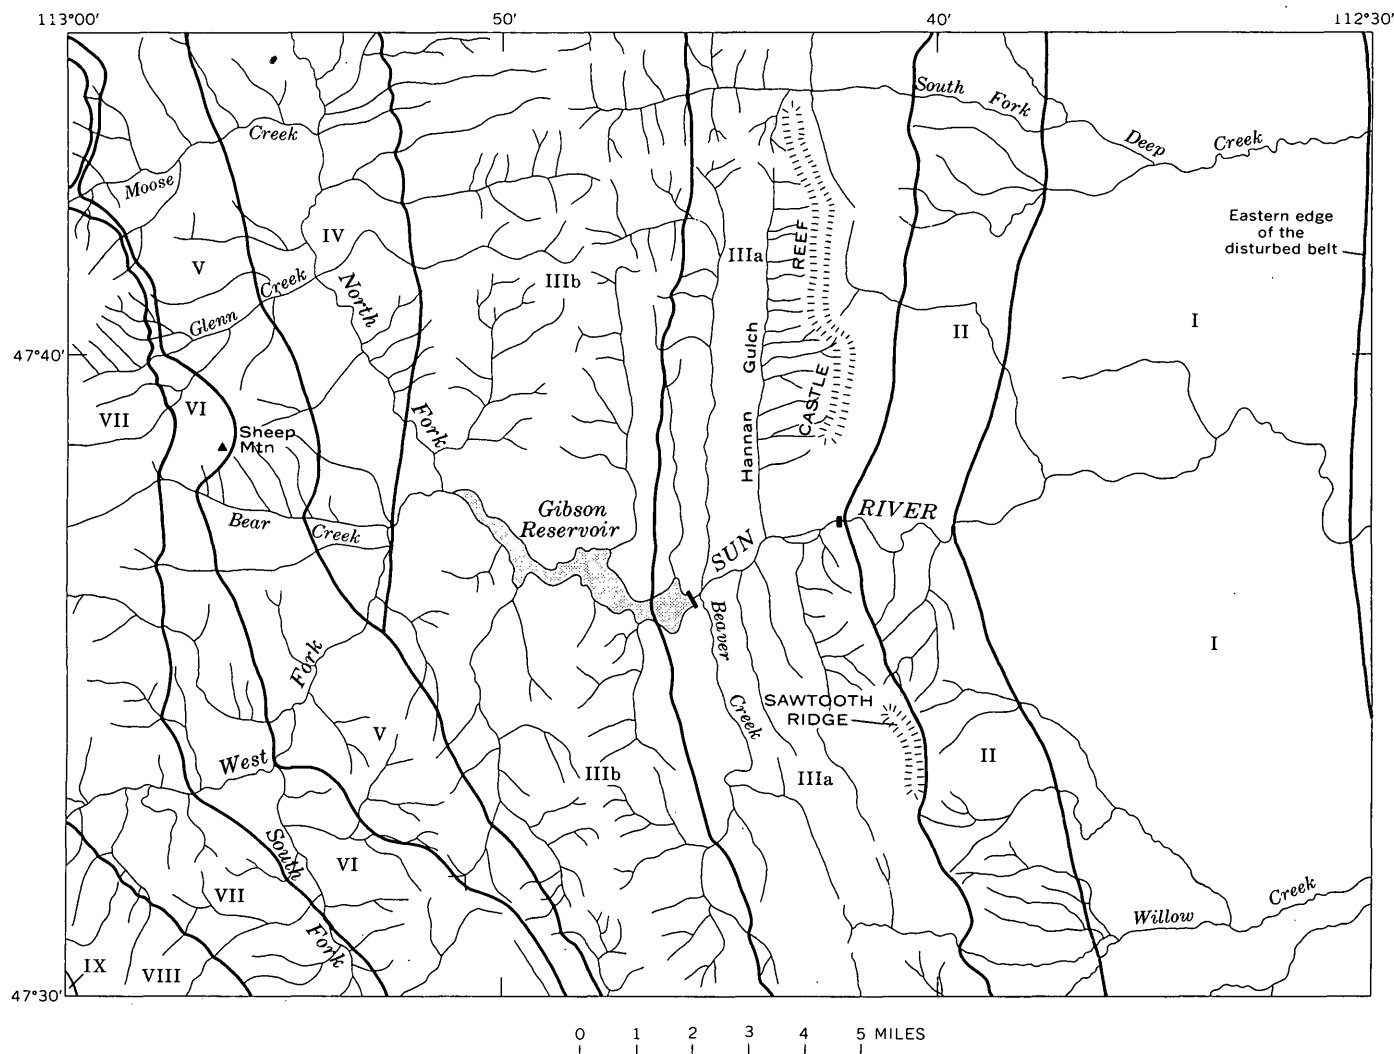 113°00′
50′
40′
112°30′
South Fork Deep Creek
Creek
Moose
Eastern edge
of the
disturbed belt
IV
REEF
IIIa
V
North
Creek
IIIb
Glenn
I
II
Gulch
47°40′
CASTLE
Fork
VI
VII
Sheep
Mtn
Hannan
Gibson
Reservoir
RIVER
Bear
Creek
SUN
Beaver
I
Fork
SAWTOOTH
RIDGE
Creek
V
West
II
IIIb
IIIa
South
VI
VII
Creek
Willow
Fork
IX
VIII
47°30′
0 1 2 3 4 5 MILES